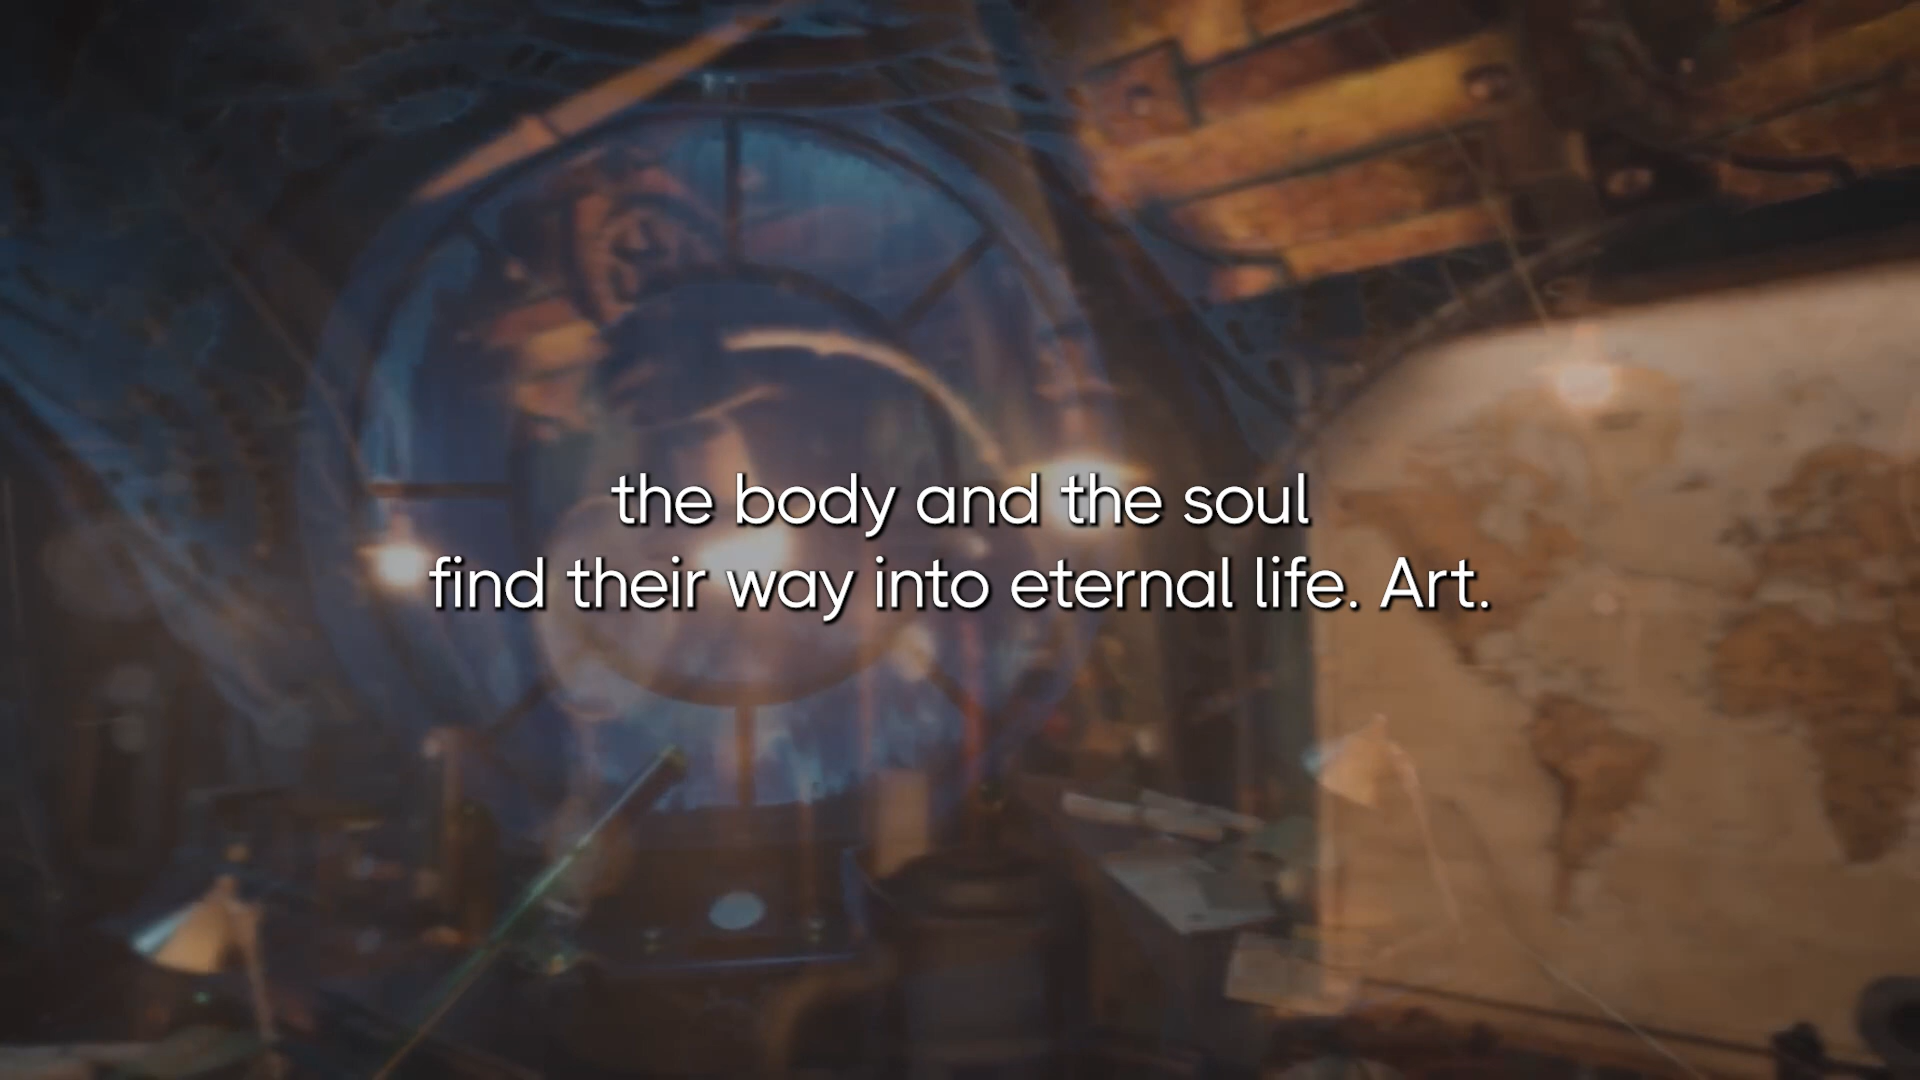 the body and the soul
find their way into eternal life. Art.